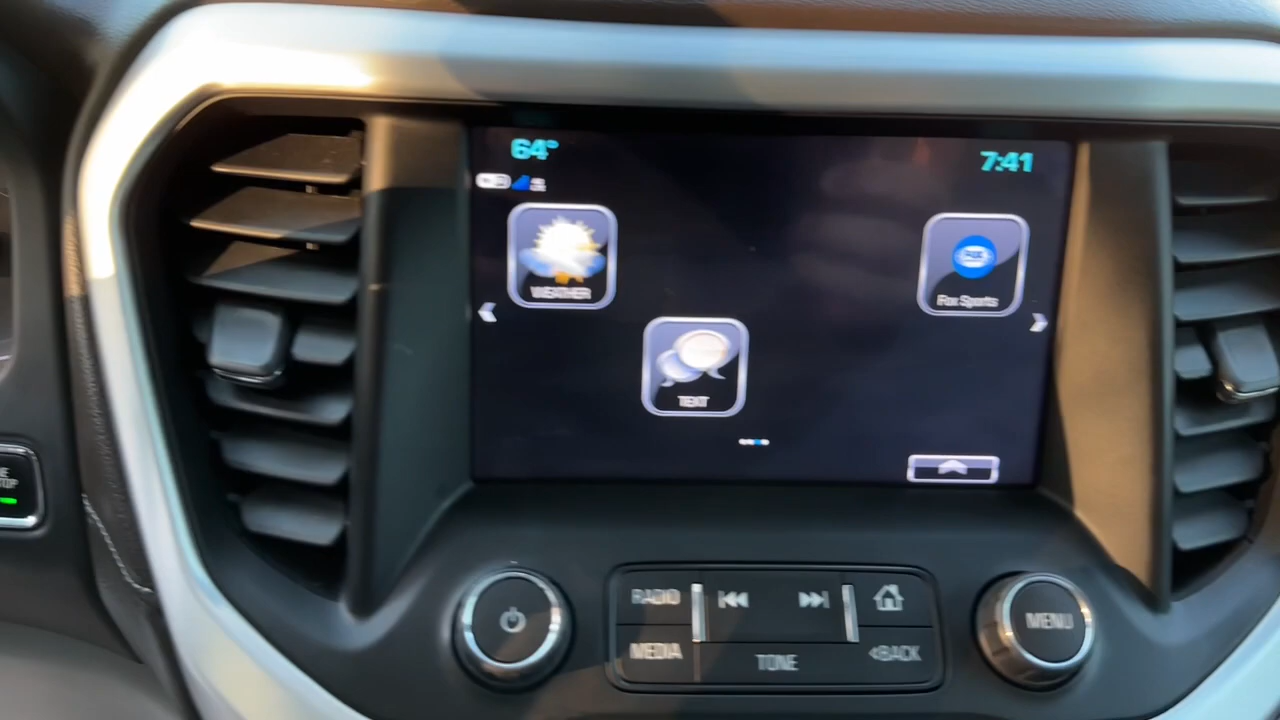 64°
7:41
WEATHER
Fox Sports
TEXT
RADIO
MEDIA
TONE
<BACK
MENU